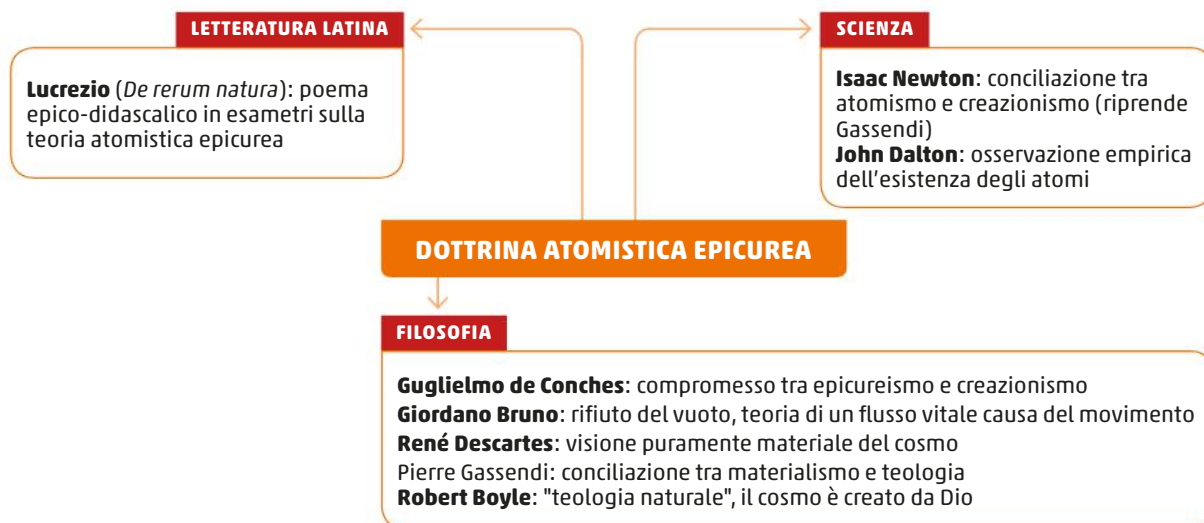 LETTERATURA LATINA
Lucrezio (De rerum natura): poema
epico-didascalico in esametri sulla
teoria atomistica epicurea
SCIENZA
Isaac Newton: conciliazione tra
atomismo e creazionismo (riprende
Gassendi)
John Dalton: osservazione empirica
dell'esistenza degli atomi
DOTTRINA ATOMISTICA EPICUREA
FILOSOFIA
Guglielmo de Conches: compromesso tra epicureismo e creazionismo
Giordano Bruno: rifiuto del vuoto, teoria di un flusso vitale causa del movimento
René Descartes: visione puramente materiale del cosmo
Pierre Gassendi: conciliazione tra materialismo e teologia
Robert Boyle: "teologia naturale", il cosmo è creato da Dio